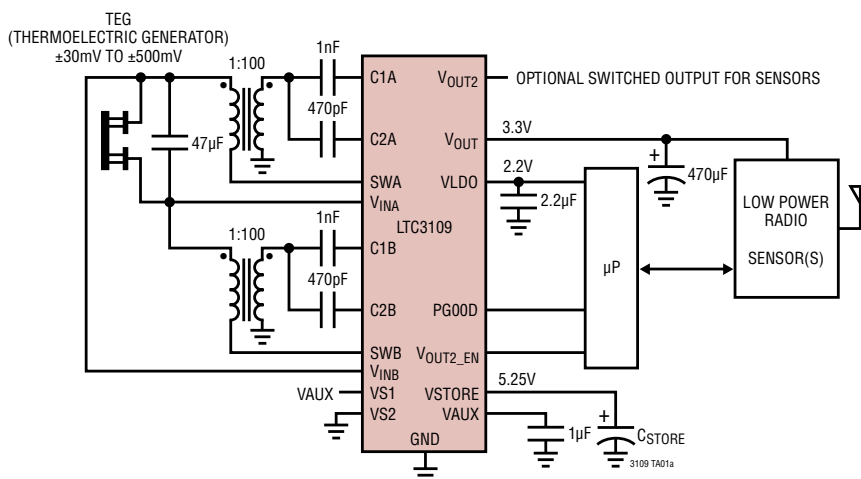 TEG
(THERMOELECTRIC GENERATOR)
±30mV TO ±500mV
1:100
1nF
470pF
47µF
C1A
C2A
SWA
VINA
LTC3109
1:100
1nF
470pF
C1B
C2B
SWB
VINB
VAUX
VS1
VS2
GND
VOUT2
OPTIONAL SWITCHED OUTPUT FOR SENSORS
VOUT
3.3V
VLDO
2.2V
2.2µF
+
470µF
PG00D
VOUT2_EN
µP
LOW POWER
RADIO
SENSOR(S)
VSTORE
5.25V
VAUX
1µF
+
CSTORE
3109 TA01a